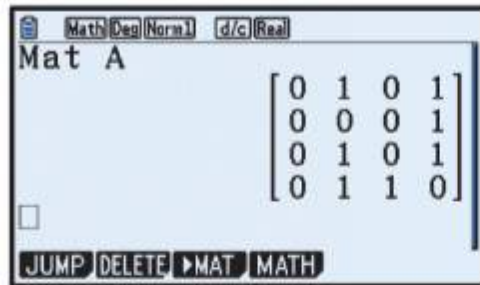 Math Deg Norm1 d/c Real
Mat A
0 1 0 1
0 0 0 1
0 1 0 1
0 1 1 0
JUMP DELETE ▶MAT MATH